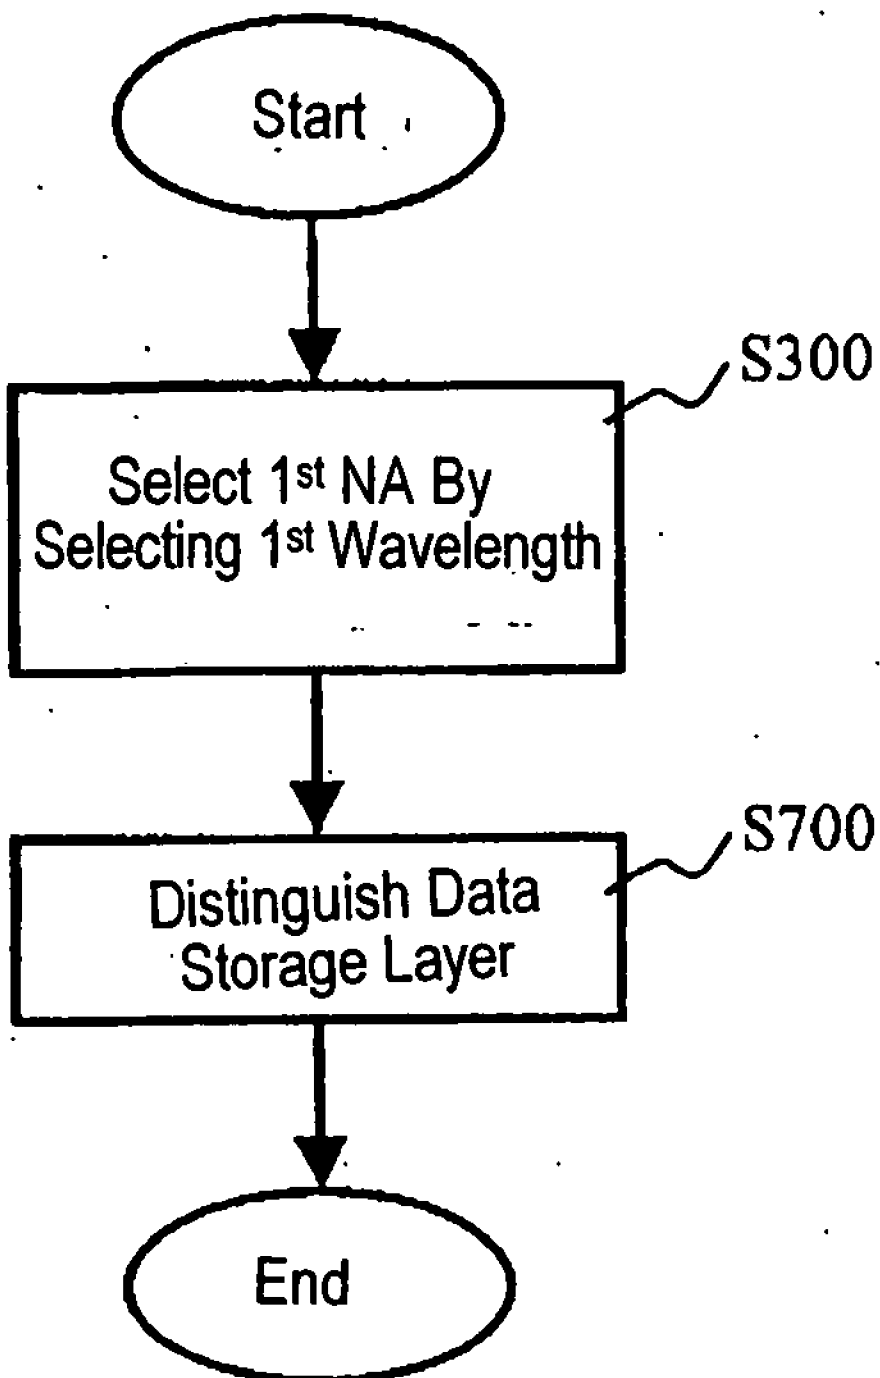 Start
S300
Select 1st NA By
Selecting 1st Wavelength
S700
Distinguish Data
Storage Layer
End